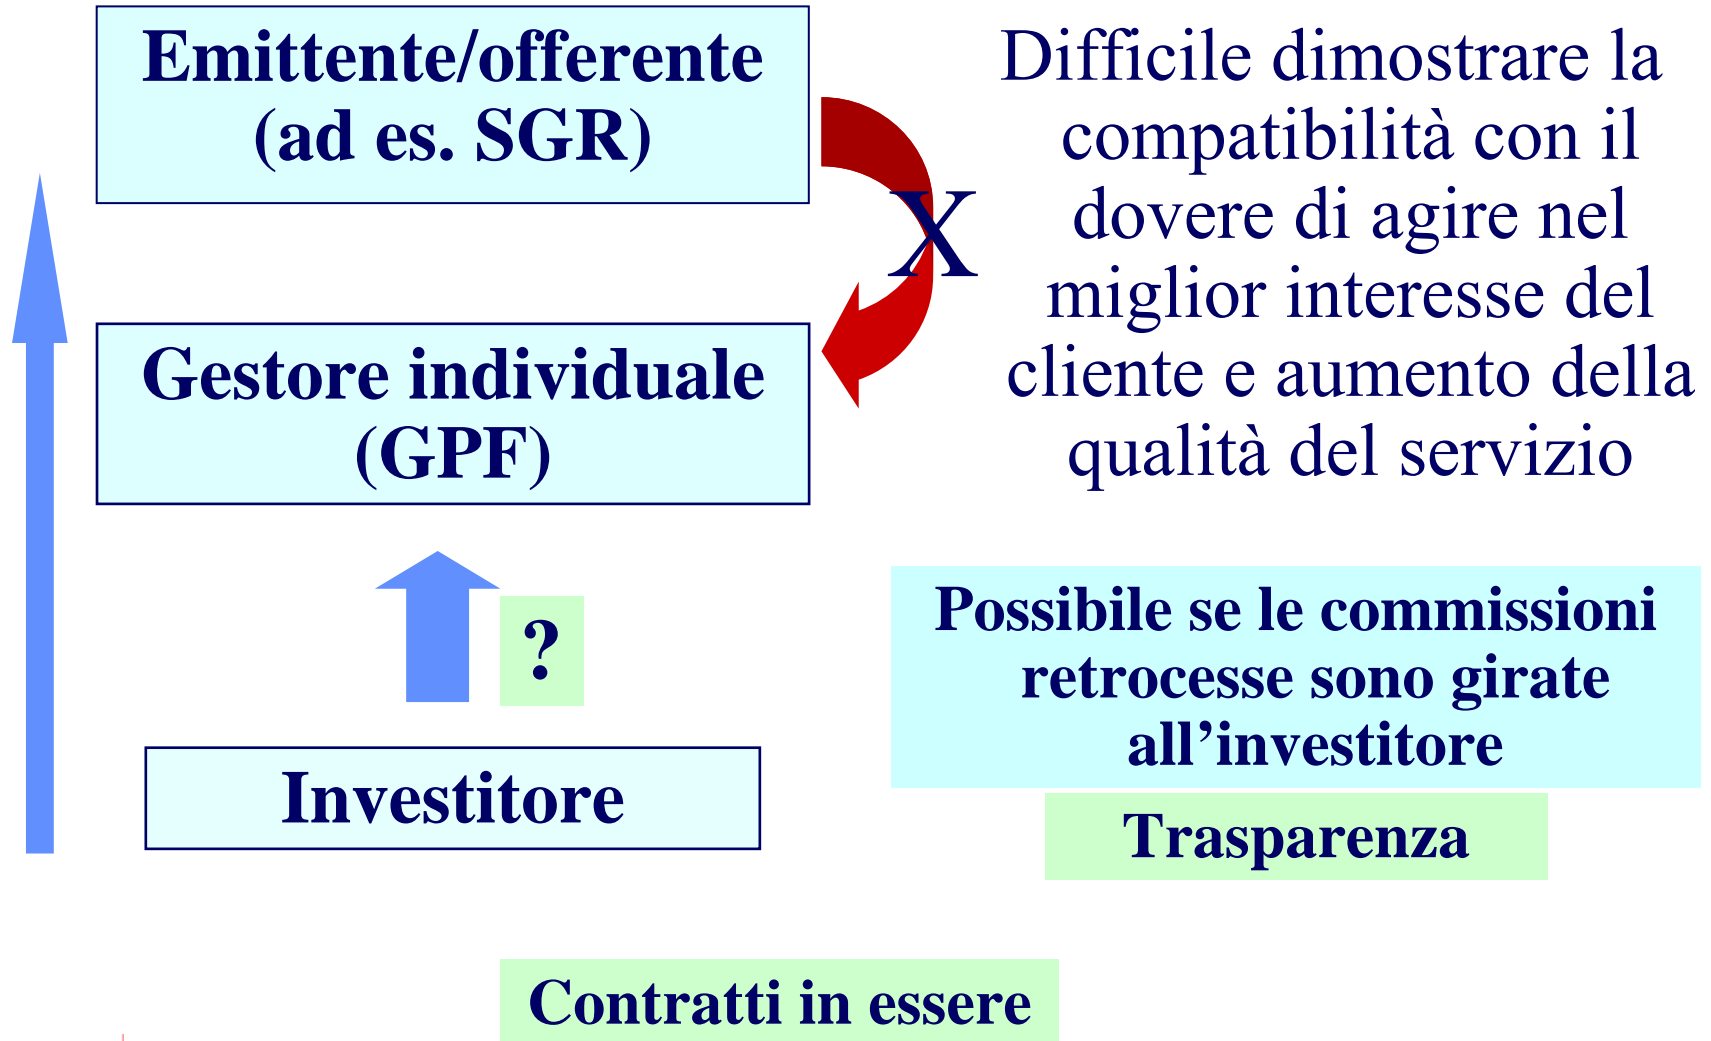 Emittente/offerente
(ad es. SGR)
Difficile dimostrare la
compatibilità con il
dovere di agire nel
miglior interesse del
cliente e aumento della
qualità del servizio
X
Gestore individuale
(GPF)
?
Possibile se le commissioni
retrocesse sono girate
all’investitore
Investitore
Trasparenza
Contratti in essere